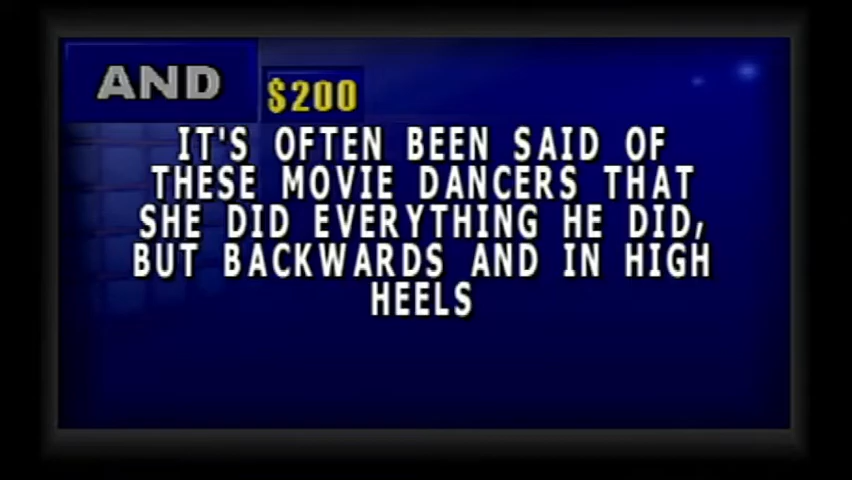 AND
$200
IT'S OFTEN BEEN SAID OF
THESE MOVIE DANCERS THAT
SHE DID EVERYTHING HE DID,
BUT BACKWARDS AND IN HIGH
HEELS